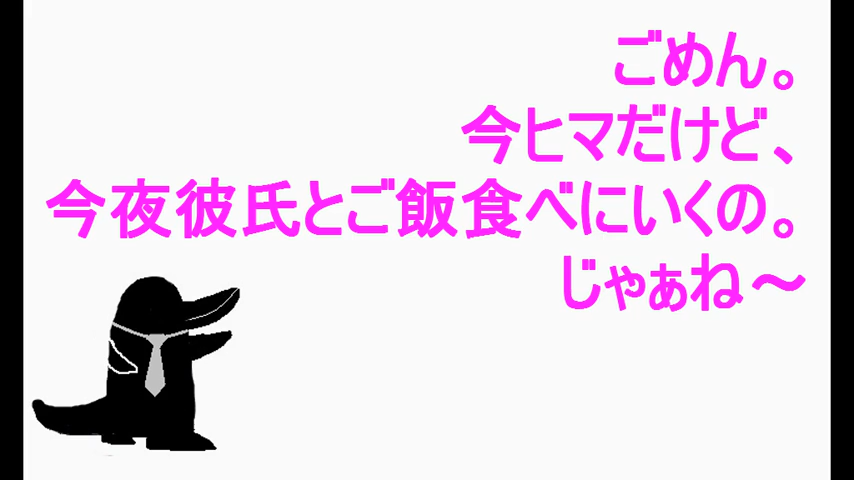 ごめん。
今ヒマだけど、
今夜彼氏とご飯食べにいくの。
じゃぁね～